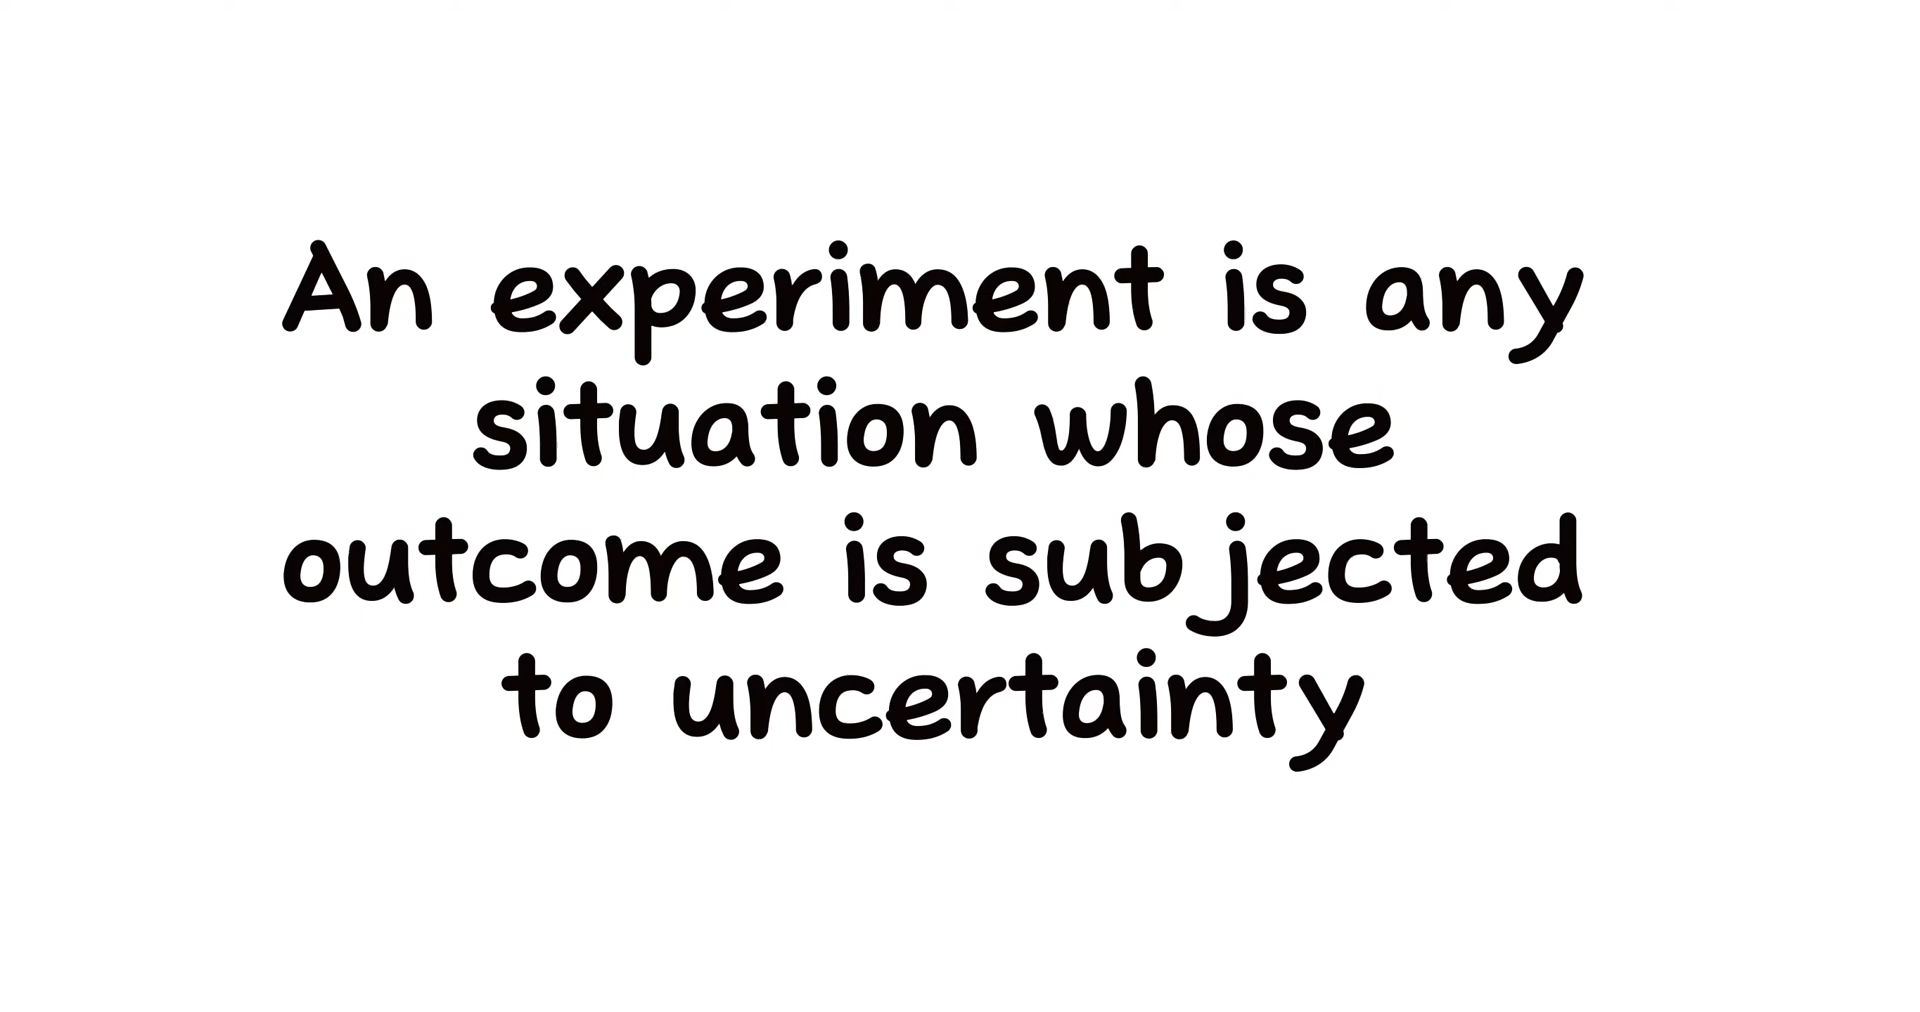 An experiment is any
situation whose
outcome is subjected
to uncertainty